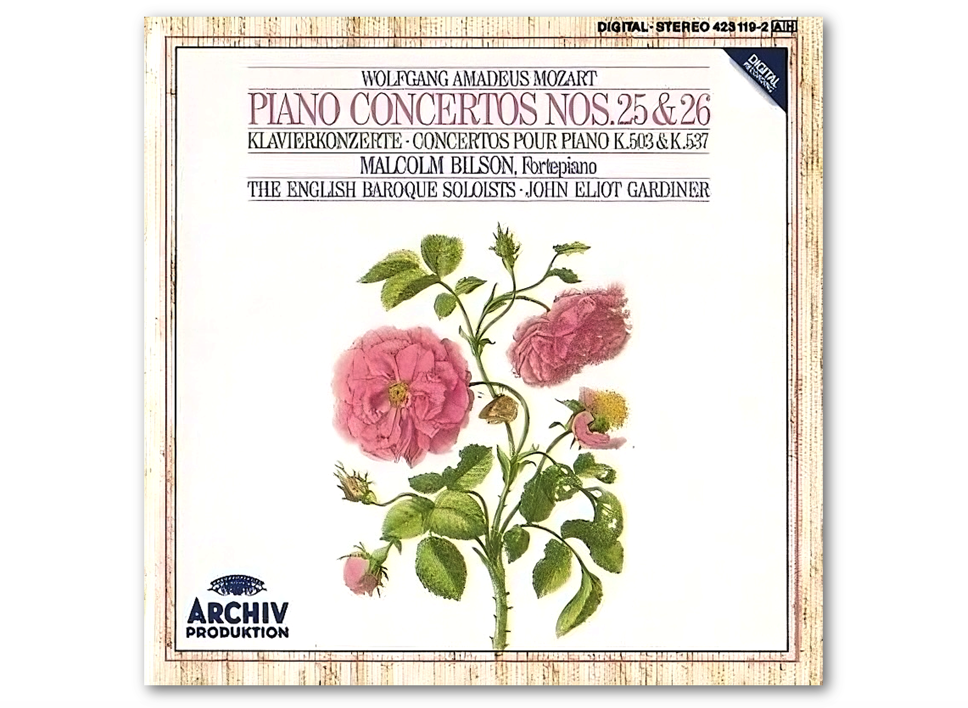 DIGITAL · STEREO 423 119-2 AH
DIGITAL
RECORDING
WOLFGANG AMADEUS MOZART
PIANO CONCERTOS NOS. 25 & 26
KLAVIERKONZERTE · CONCERTOS POUR PIANO K. 503 & K. 537
MALCOLM BILSON, Fortepiano
THE ENGLISH BAROQUE SOLOISTS · JOHN ELIOT GARDINER
ARCHIV
PRODUKTION